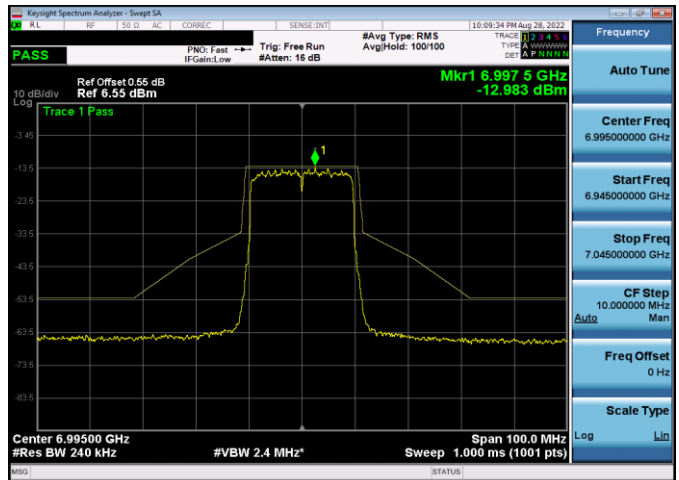 Keysight Spectrum Analyzer - Swept SA
RL RF 50 Ω AC CORREC SENSE:INT 10:09:34 PM Aug 28, 2022
PASS
PNO: Fast
IFGain:Low
Trig: Free Run
#Atten: 16 dB
#Avg Type: RMS
Avg|Hold: 100/100
TRACE 1 2 3 4 5 6
TYPE A WWWWW
DET A P N N N N
Ref Offset 0.55 dB
10 dB/div Ref 6.55 dBm
Log
Mkr1 6.997 5 GHz
-12.983 dBm
Trace 1 Pass
1
-3.45
-13.5
-23.5
-33.5
-43.5
-53.5
-63.5
-73.5
-83.5
Center 6.99500 GHz Span 100.0 MHz
#Res BW 240 kHz #VBW 2.4 MHz* Sweep 1.000 ms (1001 pts)
MSG STATUS
Frequency
Auto Tune
Center Freq
6.995000000 GHz
Start Freq
6.945000000 GHz
Stop Freq
7.045000000 GHz
CF Step
10.000000 MHz
Auto Man
Freq Offset
0 Hz
Scale Type
Log Lin